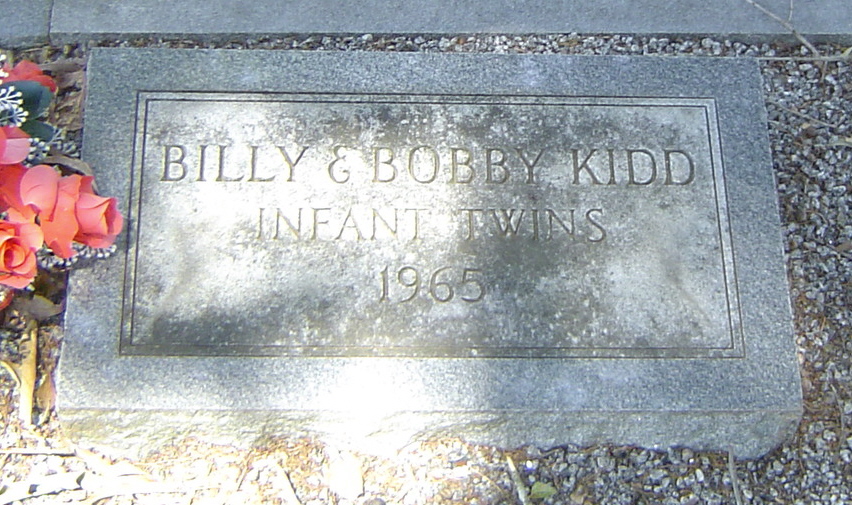 BILLY & BOBBY KIDD
INFANT TWINS
1965